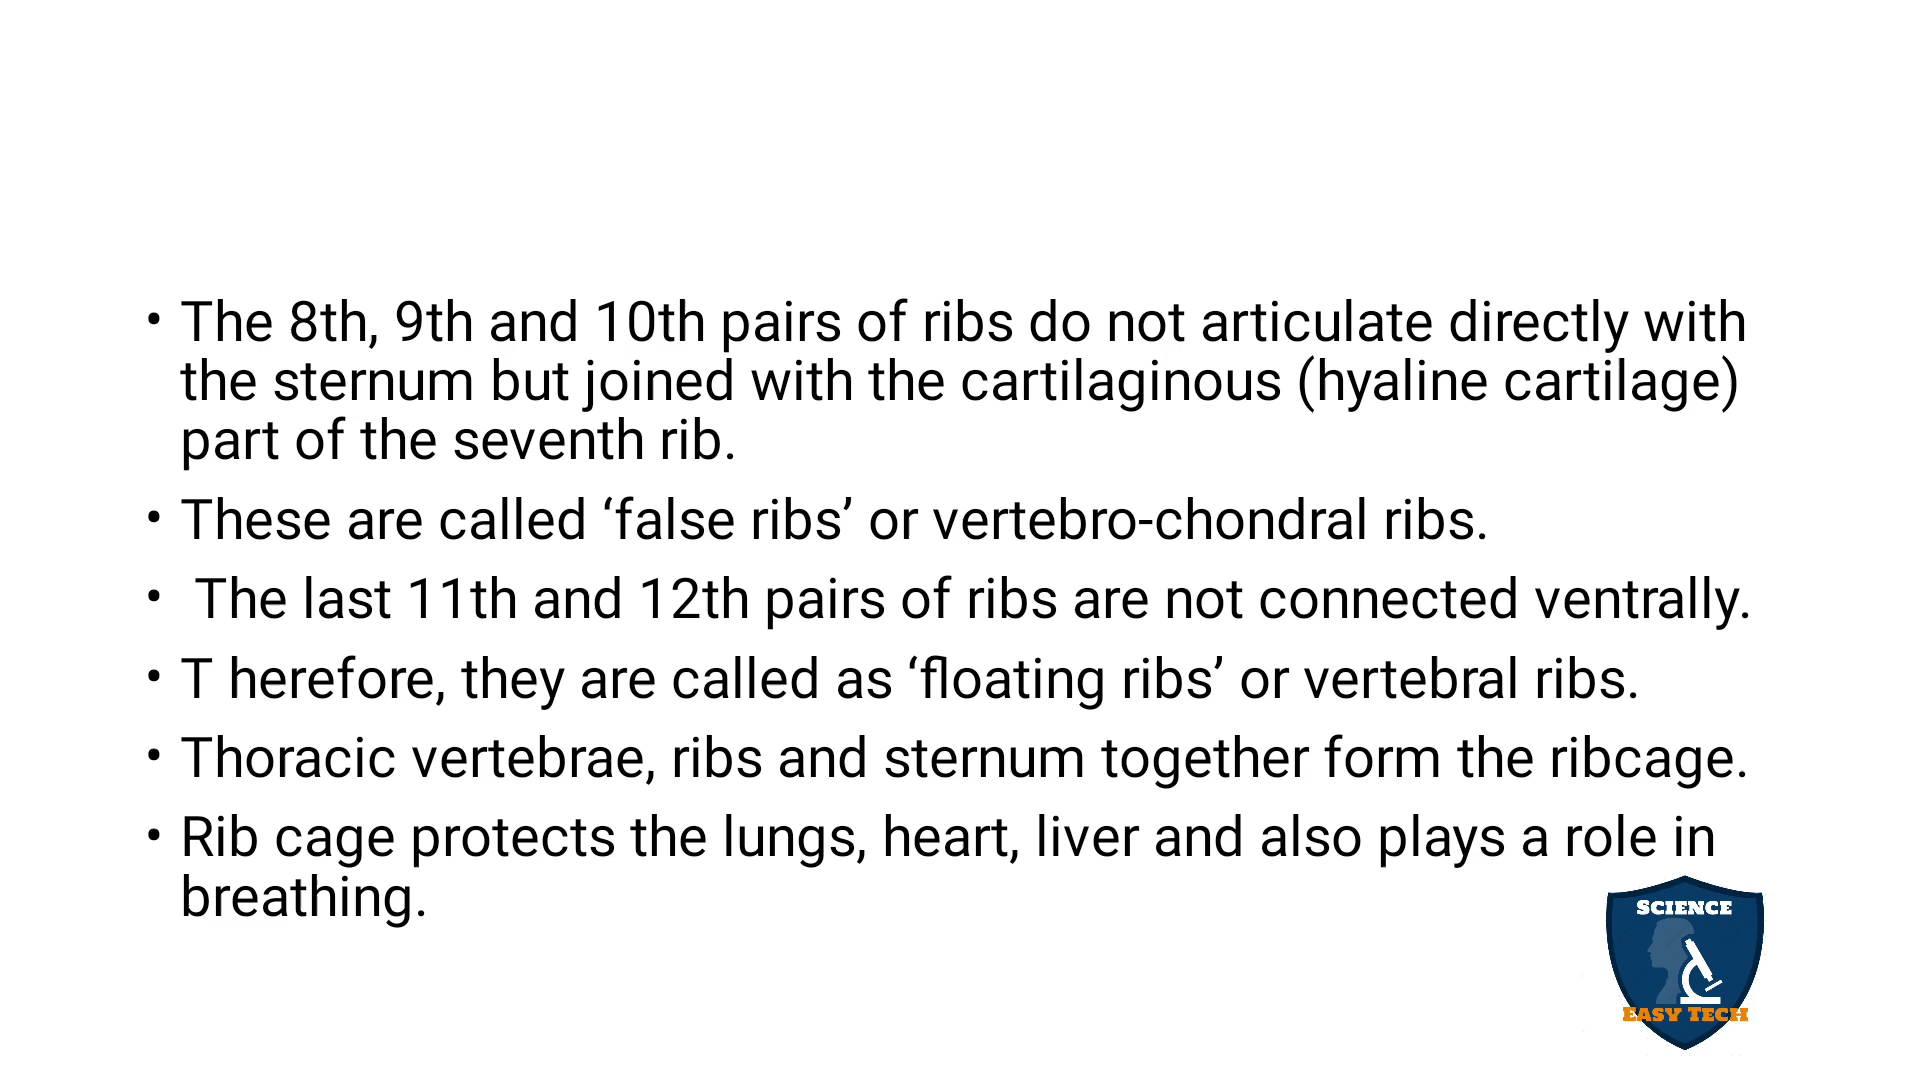 • The 8th, 9th and 10th pairs of ribs do not articulate directly with
the sternum but joined with the cartilaginous (hyaline cartilage)
part of the seventh rib.
• These are called ‘false ribs’ or vertebro-chondral ribs.
• The last 11th and 12th pairs of ribs are not connected ventrally.
• T herefore, they are called as ‘floating ribs’ or vertebral ribs.
• Thoracic vertebrae, ribs and sternum together form the ribcage.
• Rib cage protects the lungs, heart, liver and also plays a role in
breathing.
SCIENCE
EASY TECH